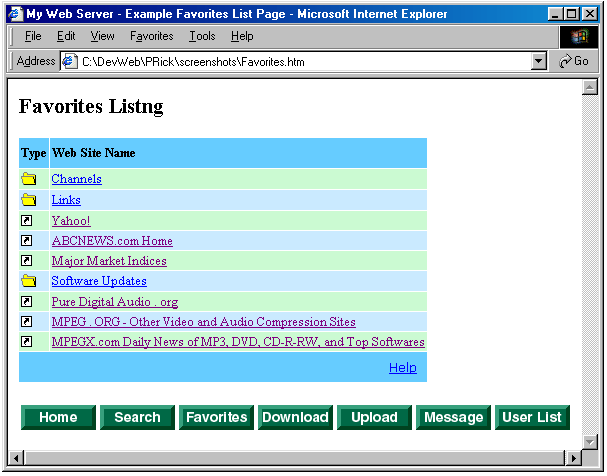 My Web Server - Example Favorites List Page - Microsoft Internet Explorer
File Edit View Favorites Tools Help
Address C:\DevWeb\PRick\screenshots\Favorites.htm Go
Favorites Listng
Type Web Site Name
Channels
Links
Yahoo!
ABCNEWS.com Home
Major Market Indices
Software Updates
Pure Digital Audio . org
MPEG . ORG - Other Video and Audio Compression Sites
MPEGX.com Daily News of MP3, DVD, CD-R-RW, and Top Softwares
Help
Home Search Favorites Download Upload Message User List